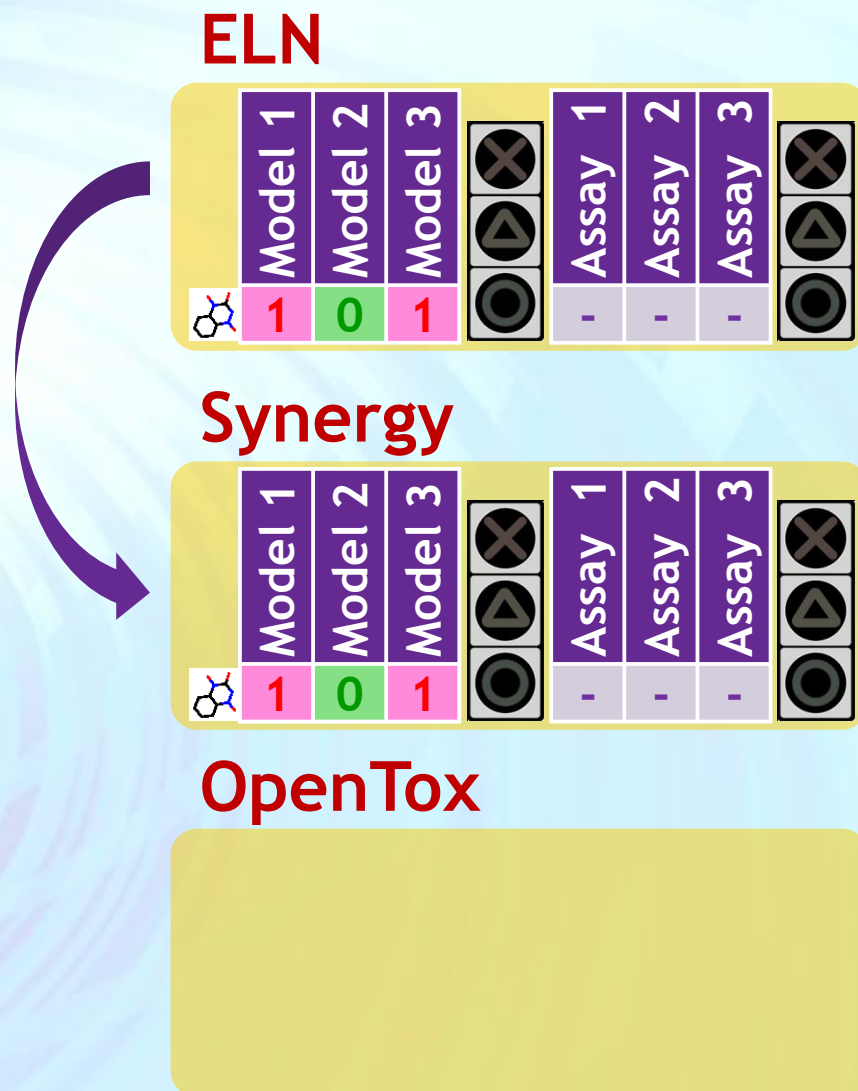 ELN
Model 1
Model 2
Model 3
Assay 1
Assay 2
Assay 3
1 0 1 - - -
Synergy
Model 1
Model 2
Model 3
Assay 1
Assay 2
Assay 3
1 0 1 - - -
OpenTox